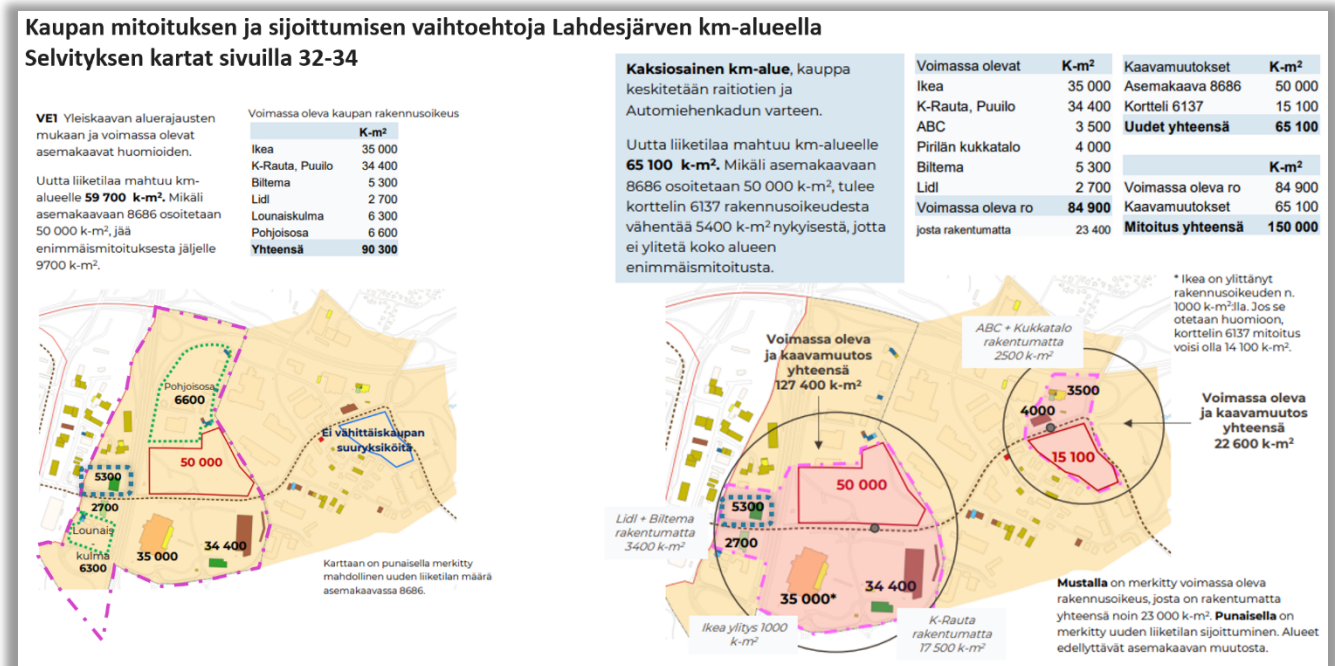 Kaupan mitoituksen ja sijoittumisen vaihtoehtoja Lahdesjärven km-alueella
Selvityksen kartat sivuilla 32-34
VE1 Yleiskaavan aluerajausten
mukaan ja voimassa olevat
asemakaavat huomioiden.
Uutta liiketilaa mahtuu km-
alueelle 59 700 k-m². Mikäli
asemakaavaan 8686 osoitetaan
50 000 k-m², jää
enimmäismitoituksesta jäljelle
9700 k-m².
Voimassa oleva kaupan rakennusoikeus
K-m²
Ikea 35 000
K-Rauta, Puuilo 34 400
Biltema 5 300
Lidl 2 700
Lounaiskulma 6 300
Pohjoisosa 6 600
Yhteensä 90 300
Pohjoisosa
6600
Ei vähittäiskaupan
suuryksiköitä
50 000
5300
2700
Lounais
-
kulma
6300
35 000
34 400
Karttaan on punaisella merkitty
mahdollinen uuden liiketilan määrä
asemakaavassa 8686.
Kaksiosainen km-alue, kauppa
keskitetään raitiotien ja
Automiehenkadun varteen.
Uutta liiketilaa mahtuu km-alueelle
65 100 k-m². Mikäli asemakaavaan
8686 osoitetaan 50 000 k-m², tulee
korttelin 6137 rakennusoikeudesta
vähentää 5400 k-m² nykyisestä, jotta
ei ylitetä koko alueen
enimmäismitoitusta.
Voimassa olevat K-m²
Ikea 35 000
K-Rauta, Puuilo 34 400
ABC 3 500
Pirilän kukkatalo 4 000
Biltema 5 300
Lidl 2 700
Voimassa oleva ro 84 900
josta rakentumatta 23 400
Kaavamuutokset K-m²
Asemakaava 8686 50 000
Kortteli 6137 15 100
Uudet yhteensä 65 100
K-m²
Voimassa oleva ro 84 900
Kaavamuutokset 65 100
Mitoitus yhteensä 150 000
* Ikea on ylittänyt
rakennusoikeuden n.
1000 k-m²:lla. Jos se
otetaan huomioon,
korttelin 6137 mitoitus
voisi olla 14 100 k-m².
ABC + Kukkatalo
rakentumatta
2500 k-m²
Voimassa oleva
ja kaavamuutos
yhteensä
127 400 k-m²
3500
4000
15 100
Voimassa oleva
ja kaavamuutos
yhteensä
22 600 k-m²
50 000
5300
2700
Lidl + Biltema
rakentumatta
3400 k-m²
35 000*
34 400
Ikea ylitys 1000
k-m²
K-Rauta
rakentumatta
17 500 k-m²
Mustalla on merkitty voimassa oleva
rakennusoikeus, josta on rakentumatta
yhteensä noin 23 000 k-m². Punaisella on
merkitty uuden liiketilan sijoittuminen. Alueet
edellyttävät asemakaavan muutosta.